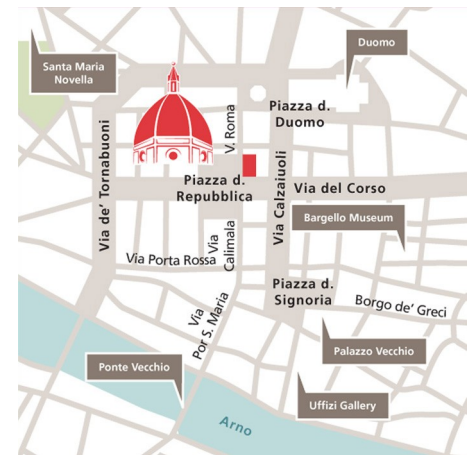 Duomo
Santa Maria
Novella
Piazza d.
Duomo
V. Roma
Via de' Tornabuoni
Piazza d.
Repubblica
Via Calzaiuoli
Via del Corso
Bargello Museum
Via Porta Rossa
Via
Calimala
Piazza d.
Signoria
Borgo de' Greci
Via
Por S. Maria
Palazzo Vecchio
Ponte Vecchio
Uffizi Gallery
Arno